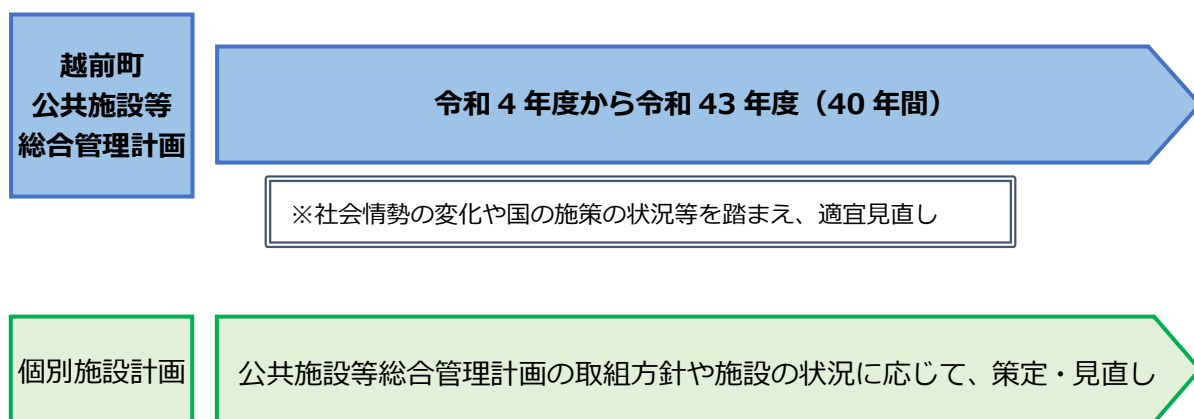 越前町
公共施設等
総合管理計画
令和 4 年度から令和 43 年度（40 年間）
※社会情勢の変化や国の施策の状況等を踏まえ、適宜見直し
個別施設計画
公共施設等総合管理計画の取組方針や施設の状況に応じて、策定・見直し